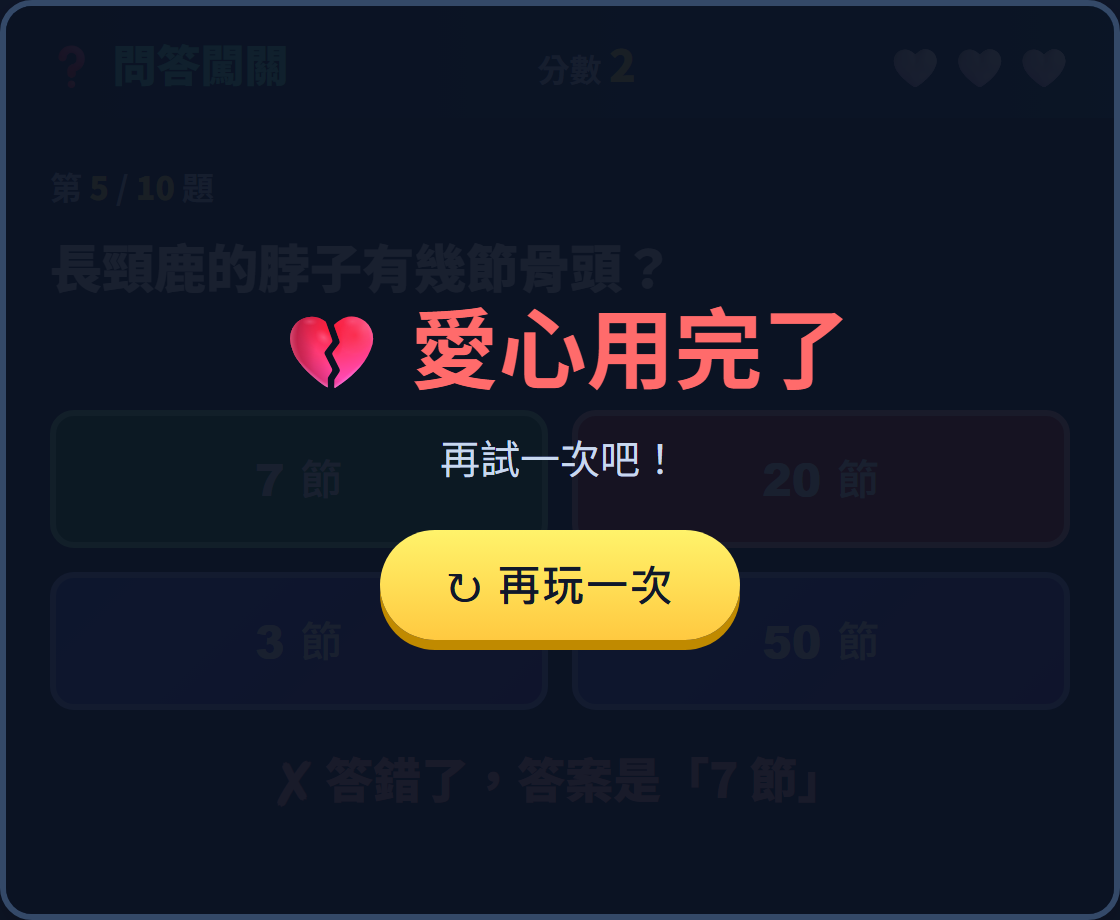 ❓ 問答闖關
分數 2
第 5 / 10 題
長頸鹿的脖子有幾節骨頭？
💔 愛心用完了
再試一次吧！
7 節
20 節
↻ 再玩一次
3 節
50 節
✗ 答錯了，答案是「7 節」